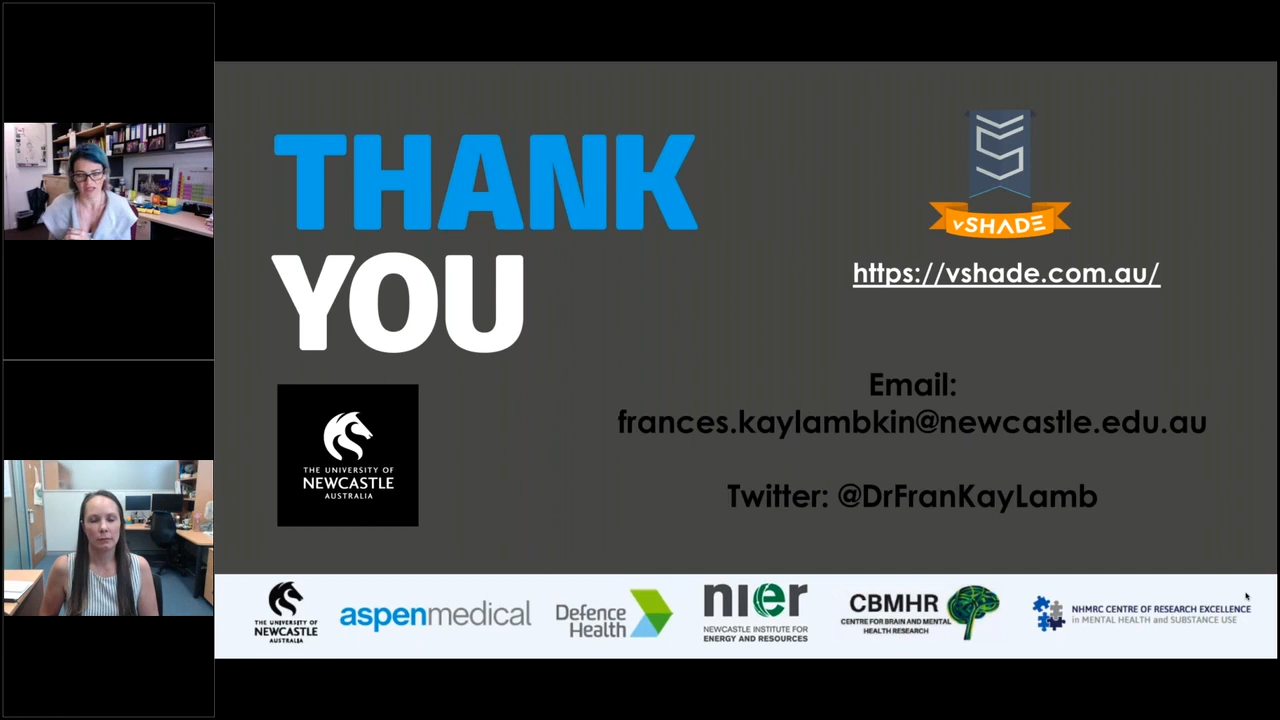 THANK
YOU
vSHADE
https://vshade.com.au/
Email:
frances.kaylambkin@newcastle.edu.au
Twitter: @DrFranKayLamb
THE UNIVERSITY OF
NEWCASTLE
AUSTRALIA
THE UNIVERSITY OF
NEWCASTLE
AUSTRALIA
aspenmedical
Defence
Health
nier
NEWCASTLE INSTITUTE FOR
ENERGY AND RESOURCES
CBMHR
CENTRE FOR BRAIN AND MENTAL
HEALTH RESEARCH
NHMRC CENTRE OF RESEARCH EXCELLENCE
in MENTAL HEALTH and SUBSTANCE USE